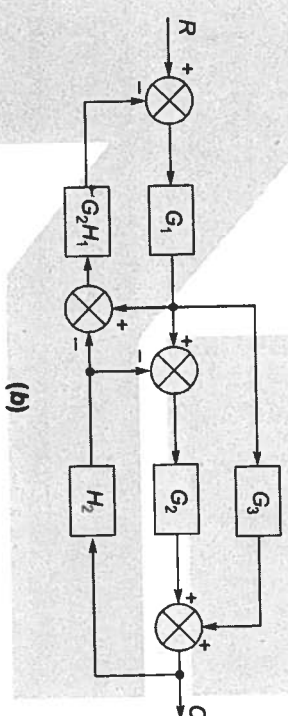 G₃
R + G₁ + G₂ + + C
− −
G₂H₁ + − H₂
(b)